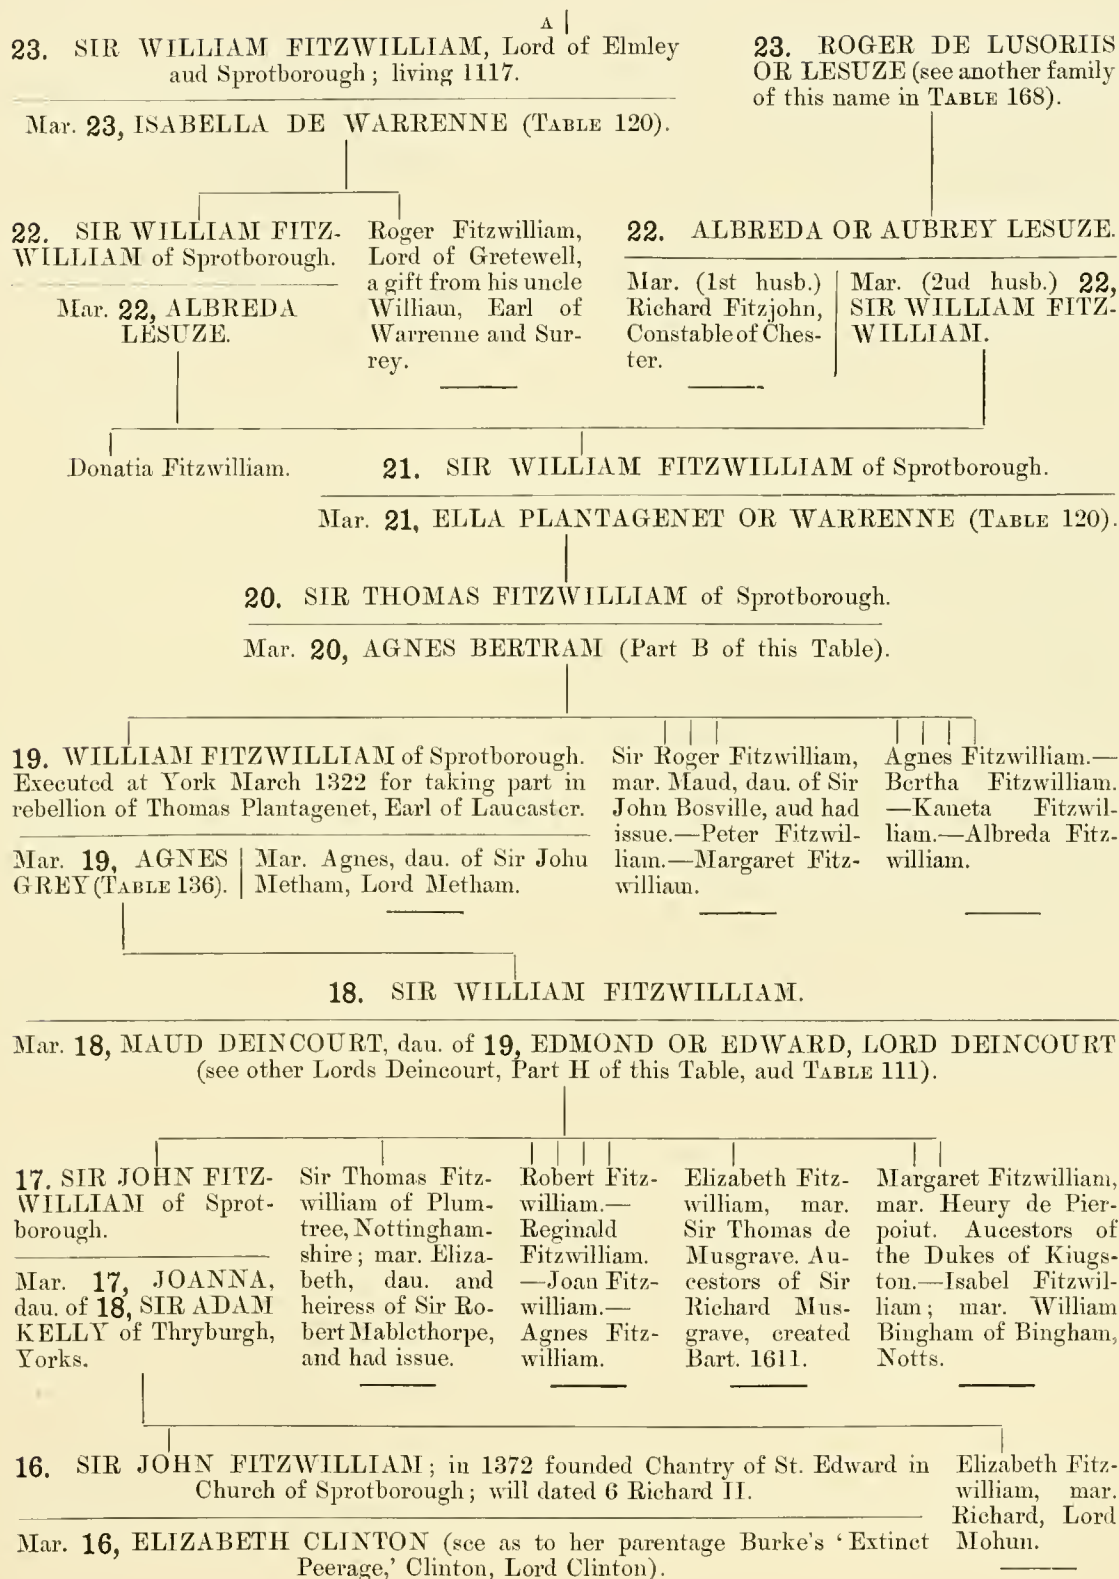 A
23. SIR WILLIAM FITZWILLIAM, Lord of Elmley
aud Sprotborough; living 1117.
Mar. 23, ISABELLA DE WARRENNE (TABLE 120).
23. ROGER DE LUSORIIS
OR LESUZE (see another family
of this name in TABLE 168).
22. SIR WILLIAM FITZ-
WILLIAM of Sprotborough.
Mar. 22, ALBREDA
LESUZE.
Roger Fitzwilliam,
Lord of Gretewell,
a gift from his uncle
William, Earl of
Warrenne and Sur-
rey.
22. ALBREDA OR AUBREY LESUZE.
Mar. (1st husb.)
Richard Fitzjohn,
Constable of Ches-
ter.
Mar. (2ud husb.) 22,
SIR WILLIAM FITZ-
WILLIAM.
Donatia Fitzwilliam.
21. SIR WILLIAM FITZWILLIAM of Sprotborough.
Mar. 21, ELLA PLANTAGENET OR WARRENNE (TABLE 120).
20. SIR THOMAS FITZWILLIAM of Sprotborough.
Mar. 20, AGNES BERTRAM (Part B of this Table).
19. WILLIAM FITZWILLIAM of Sprotborough.
Executed at York March 1322 for taking part in
rebellion of Thomas Plantagenet, Earl of Laucaster.
Mar. 19, AGNES
GREY (TABLE 136).
Mar. Agnes, dau. of Sir Johu
Metham, Lord Metham.
Sir Roger Fitzwilliam,
mar. Maud, dau. of Sir
John Bosville, aud had
issue.—Peter Fitzwil-
liam.—Margaret Fitz-
william.
Agnes Fitzwilliam.—
Bertha Fitzwilliam.
—Kaneta Fitzwil-
liam.—Albreda Fitz-
william.
18. SIR WILLIAM FITZWILLIAM.
Mar. 18, MAUD DEINCOURT, dau. of 19, EDMOND OR EDWARD, LORD DEINCOURT
(see other Lords Deincourt, Part H of this Table, aud TABLE 111).
17. SIR JOHN FITZ-
WILLIAM of Sprot-
borough.
Mar. 17, JOANNA,
dau. of 18, SIR ADAM
KELLY of Thryburgh,
Yorks.
Sir Thomas Fitz-
william of Plum-
tree, Nottingham-
shire; mar. Eliza-
beth, dau. and
heiress of Sir Ro-
bert Mablethorpe,
and had issue.
Robert Fitz-
william.—
Reginald
Fitzwilliam.
—Joan Fitz-
william.—
Agnes Fitz-
william.
Elizabeth Fitz-
william, mar.
Sir Thomas de
Musgrave. Au-
cestors of Sir
Richard Mus-
grave, created
Bart. 1611.
Margaret Fitzwilliam,
mar. Heury de Pier-
poiut. Aucestors of
the Dukes of Kiugs-
ton.—Isabel Fitzwil-
liam; mar. William
Bingham of Bingham,
Notts.
16. SIR JOHN FITZWILLIAM; in 1372 founded Chantry of St. Edward in
Church of Sprotborough; will dated 6 Richard II.
Mar. 16, ELIZABETH CLINTON (see as to her parentage Burke's 'Extinct
Peerage,' Clinton, Lord Clinton).
Elizabeth Fitz-
william, mar.
Richard, Lord
Mohun.